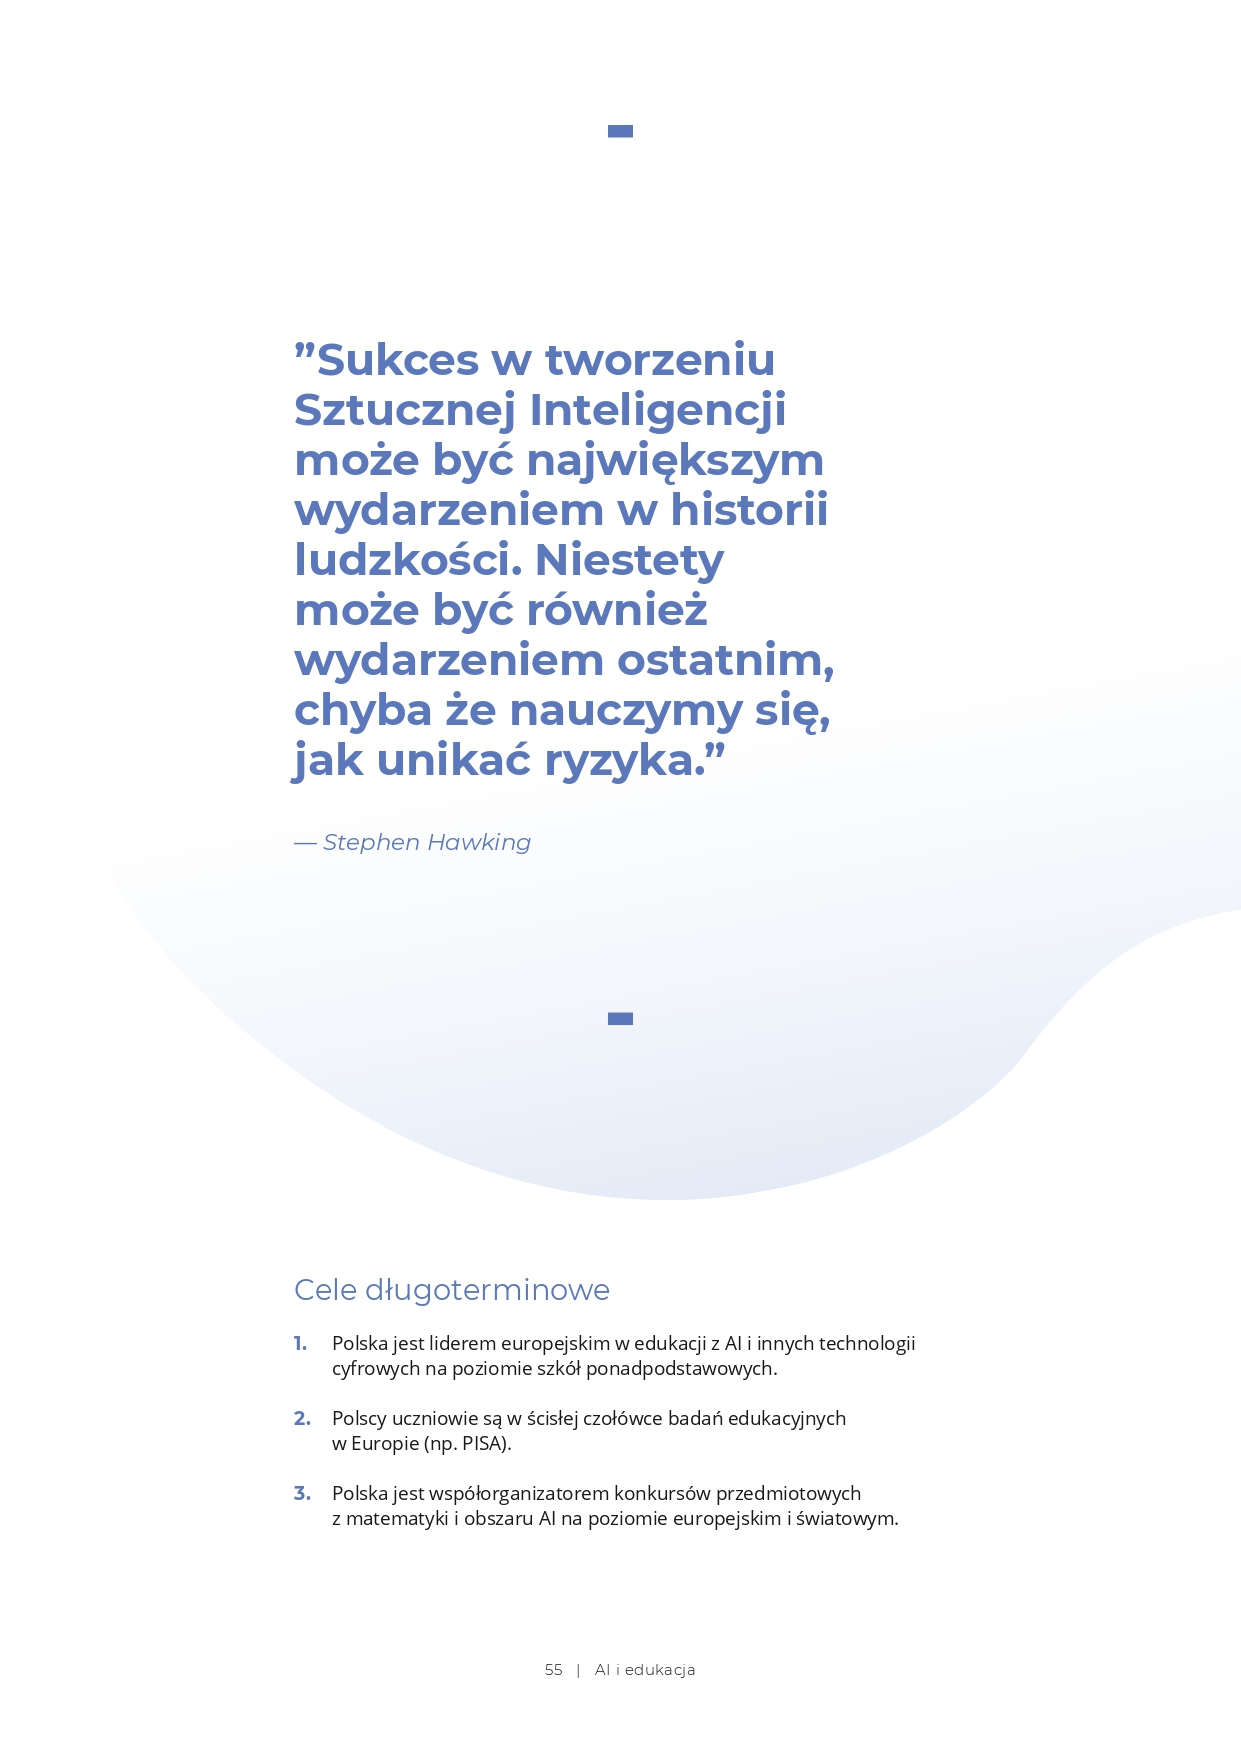 ”Sukces w tworzeniu
Sztucznej Inteligencji
może być największym
wydarzeniem w historii
ludzkości. Niestety
może być również
wydarzeniem ostatnim,
chyba że nauczymy się,
jak unikać ryzyka.”
— Stephen Hawking
Cele długoterminowe
1. Polska jest liderem europejskim w edukacji z AI i innych technologii
cyfrowych na poziomie szkół ponadpodstawowych.
2. Polscy uczniowie są w ścisłej czołówce badań edukacyjnych
w Europie (np. PISA).
3. Polska jest współorganizatorem konkursów przedmiotowych
z matematyki i obszaru AI na poziomie europejskim i światowym.
55 | AI i edukacja